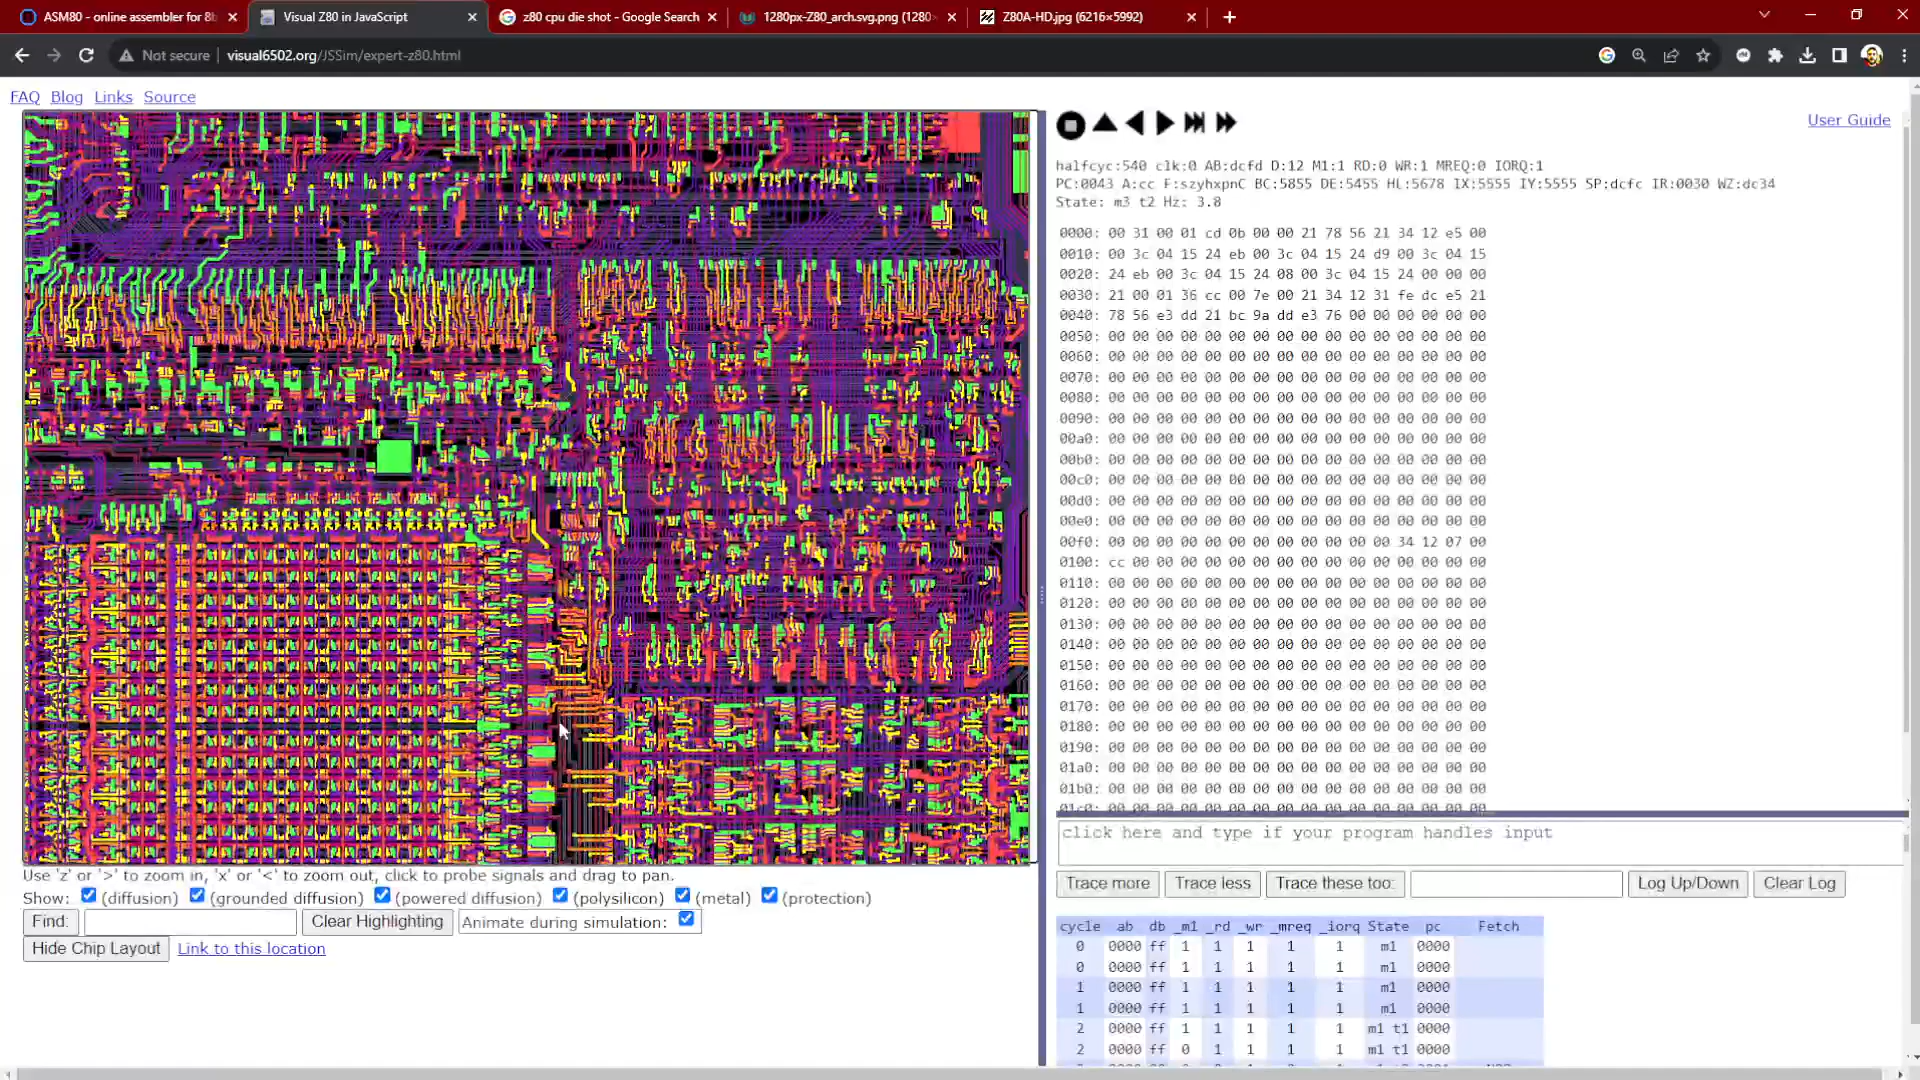 ASM80 - online assembler for 8b
Visual Z80 in JavaScript
z80 cpu die shot - Google Search
1280px-Z80_arch.svg.png (1280×
Z80A-HD.jpg (6216×5992)
Not secure | visual6502.org/JSSim/expert-z80.html
FAQ Blog Links Source
User Guide
halfcyc:540 clk:0 AB:dcfd D:12 M1:1 RD:0 WR:1 MREQ:0 IORQ:1
PC:0043 A:cc F:szyhxpnC BC:5855 DE:5455 HL:5678 IX:5555 IY:5555 SP:dcfc IR:0030 WZ:dc34
State: m3 t2 Hz: 3.8
0000: 00 31 00 01 cd 0b 00 00 21 78 56 21 34 12 e5 00
0010: 00 3c 04 15 24 eb 00 3c 04 15 24 d9 00 3c 04 15
0020: 24 eb 00 3c 04 15 24 08 00 3c 04 15 24 00 00 00
0030: 21 00 01 36 cc 00 7e 00 21 34 12 31 fe dc e5 21
0040: 78 56 e3 dd 21 bc 9a dd e3 76 00 00 00 00 00 00
0050: 00 00 00 00 00 00 00 00 00 00 00 00 00 00 00 00
0060: 00 00 00 00 00 00 00 00 00 00 00 00 00 00 00 00
0070: 00 00 00 00 00 00 00 00 00 00 00 00 00 00 00 00
0080: 00 00 00 00 00 00 00 00 00 00 00 00 00 00 00 00
0090: 00 00 00 00 00 00 00 00 00 00 00 00 00 00 00 00
00a0: 00 00 00 00 00 00 00 00 00 00 00 00 00 00 00 00
00b0: 00 00 00 00 00 00 00 00 00 00 00 00 00 00 00 00
00c0: 00 00 00 00 00 00 00 00 00 00 00 00 00 00 00 00
00d0: 00 00 00 00 00 00 00 00 00 00 00 00 00 00 00 00
00e0: 00 00 00 00 00 00 00 00 00 00 00 00 00 00 00 00
00f0: 00 00 00 00 00 00 00 00 00 00 00 00 34 12 07 00
0100: cc 00 00 00 00 00 00 00 00 00 00 00 00 00 00 00
0110: 00 00 00 00 00 00 00 00 00 00 00 00 00 00 00 00
0120: 00 00 00 00 00 00 00 00 00 00 00 00 00 00 00 00
0130: 00 00 00 00 00 00 00 00 00 00 00 00 00 00 00 00
0140: 00 00 00 00 00 00 00 00 00 00 00 00 00 00 00 00
0150: 00 00 00 00 00 00 00 00 00 00 00 00 00 00 00 00
0160: 00 00 00 00 00 00 00 00 00 00 00 00 00 00 00 00
0170: 00 00 00 00 00 00 00 00 00 00 00 00 00 00 00 00
0180: 00 00 00 00 00 00 00 00 00 00 00 00 00 00 00 00
0190: 00 00 00 00 00 00 00 00 00 00 00 00 00 00 00 00
01a0: 00 00 00 00 00 00 00 00 00 00 00 00 00 00 00 00
01b0: 00 00 00 00 00 00 00 00 00 00 00 00 00 00 00 00
01c0: 00 00 00 00 00 00 00 00 00 00 00 00 00 00 00 00
click here and type if your program handles input
Trace more Trace less Trace these too: Log Up/Down Clear Log
cycle ab db _m1 _rd _wr _mreq _iorq State pc Fetch
0 0000 ff 1 1 1 1 1 m1 0000
0 0000 ff 1 1 1 1 1 m1 0000
1 0000 ff 1 1 1 1 1 m1 0000
1 0000 ff 1 1 1 1 1 m1 0000
2 0000 ff 1 1 1 1 1 m1 t1 0000
2 0000 ff 0 1 1 1 1 m1 t1 0000
Use 'z' or '>' to zoom in, 'x' or '<' to zoom out, click to probe signals and drag to pan.
Show: (diffusion) (grounded diffusion) (powered diffusion) (polysilicon) (metal) (protection)
Find: Clear Highlighting Animate during simulation:
Hide Chip Layout Link to this location